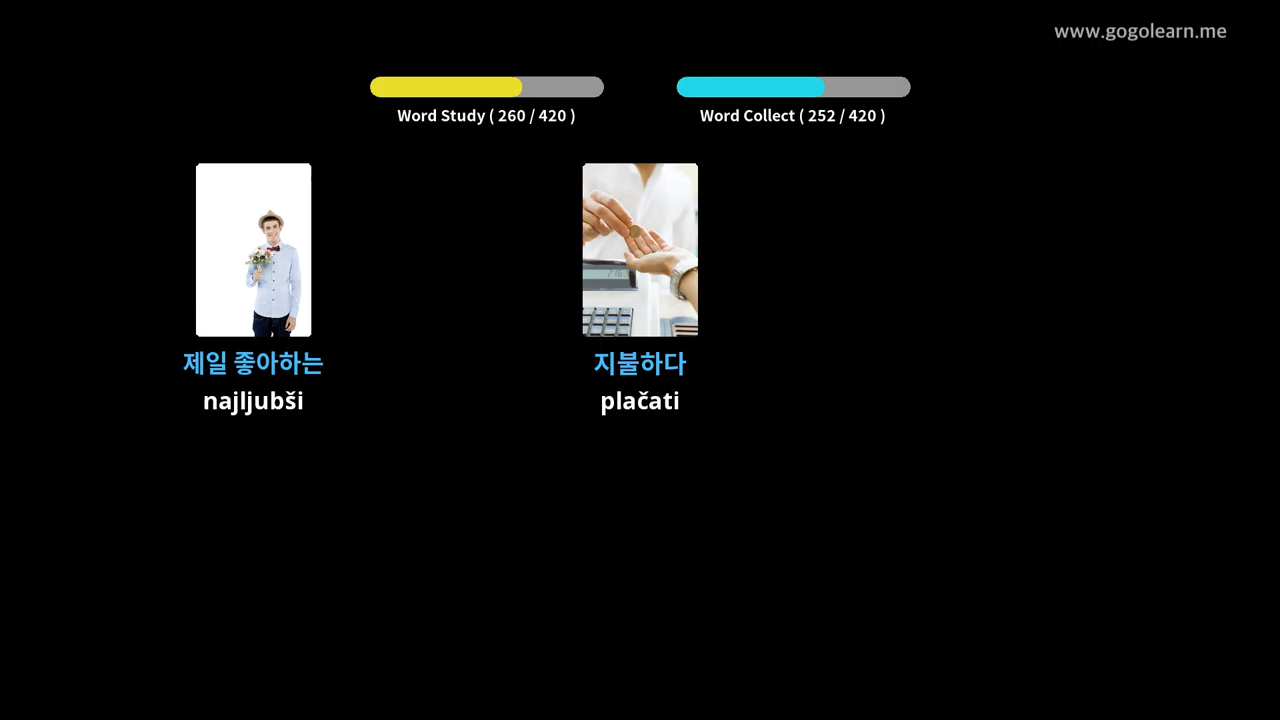 www.gogolearn.me
Word Study ( 260 / 420 )
Word Collect ( 252 / 420 )
제일 좋아하는
najljubši
지불하다
plačati